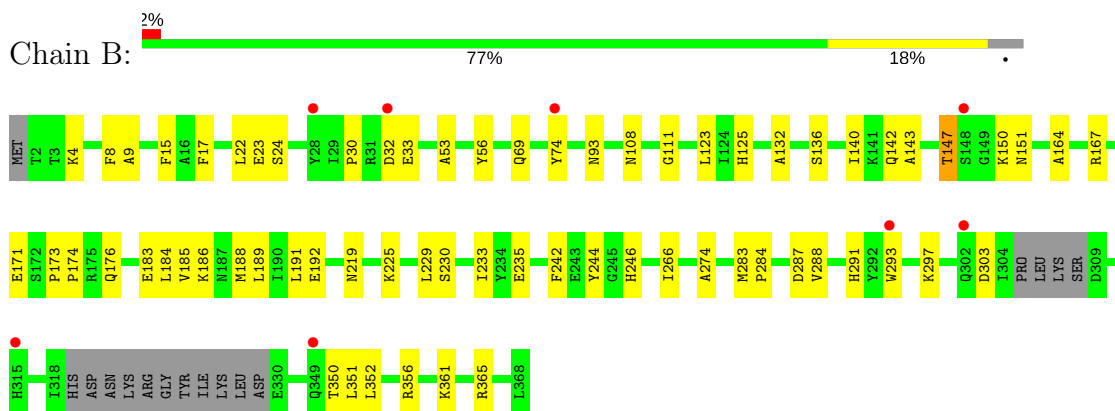 2%
Chain B:
77% 18% •
MET T2 T3 K4 F8 A9 F15 A16 F17 L22 E23 S24 Y28 I29 P30 R31 D32 E33 A53 Y56 Q69 Y74 N93 N108 G111 L123 I124 H125 A132 S136 I140 K141 Q142 A143 T147 S148 G149 K150 N151 A164 R167
E171 S172 P173 P174 R175 Q176 E183 L184 V185 K186 N187 M188 L189 I190 L191 E192 N219 K225 L229 S230 I233 Y234 E235 F242 E243 Y244 G245 H246 I266 A274 M283 P284 D287 V288 H291 Y292 W293 K297 Q302 D303 I304 PRO LEU LYS SER D309
H315 I318 HIS ASP ASN LYS ARG GLY TYR ILE LYS LEU ASP E330 Q349 T350 L351 L352 R356 K361 R365 L368